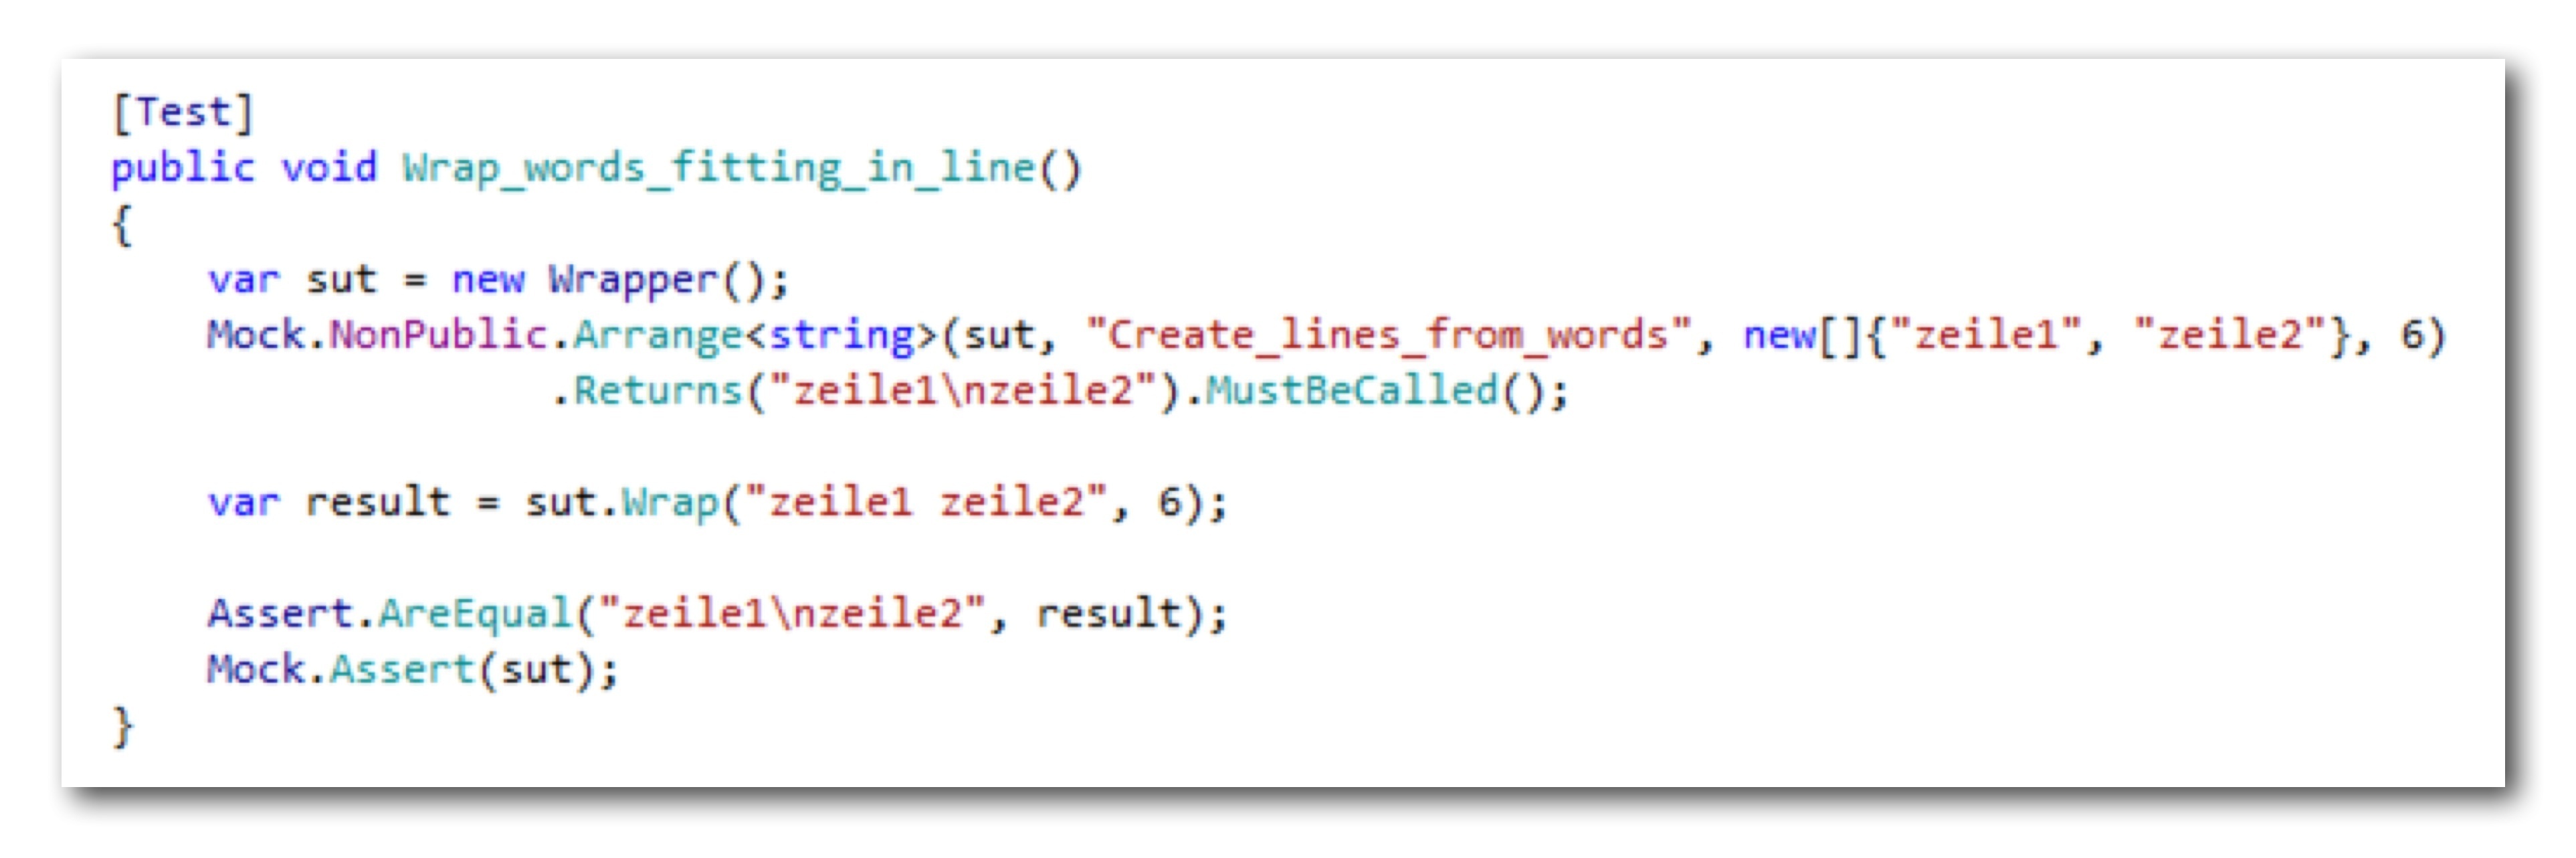 [Test]
public void Wrap_words_fitting_in_line()
{
    var sut = new Wrapper();
    Mock.NonPublic.Arrange<string>(sut, "Create_lines_from_words", new[]{"zeile1", "zeile2"}, 6)
                  .Returns("zeile1\nzeile2").MustBeCalled();

    var result = sut.Wrap("zeile1 zeile2", 6);

    Assert.AreEqual("zeile1\nzeile2", result);
    Mock.Assert(sut);
}